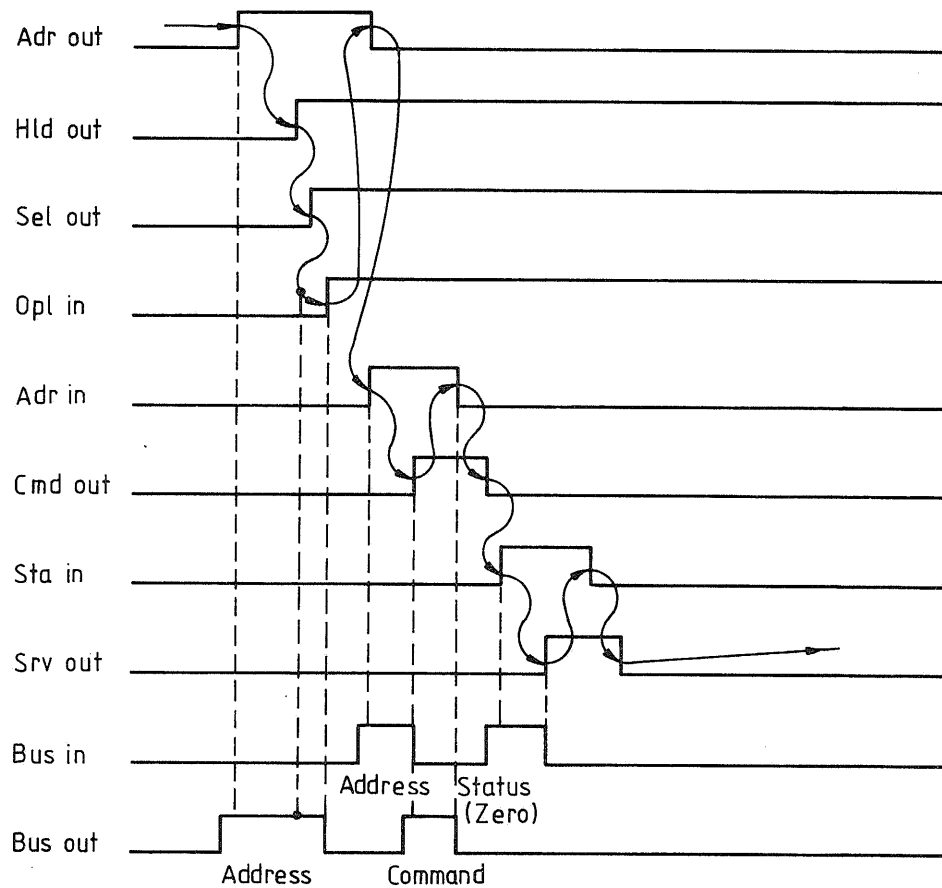 Adr out
Hld out
Sel out
Opl in
Adr in
Cmd out
Sta in
Srv out
Bus in
Address
Status
(Zero)
Bus out
Address
Command